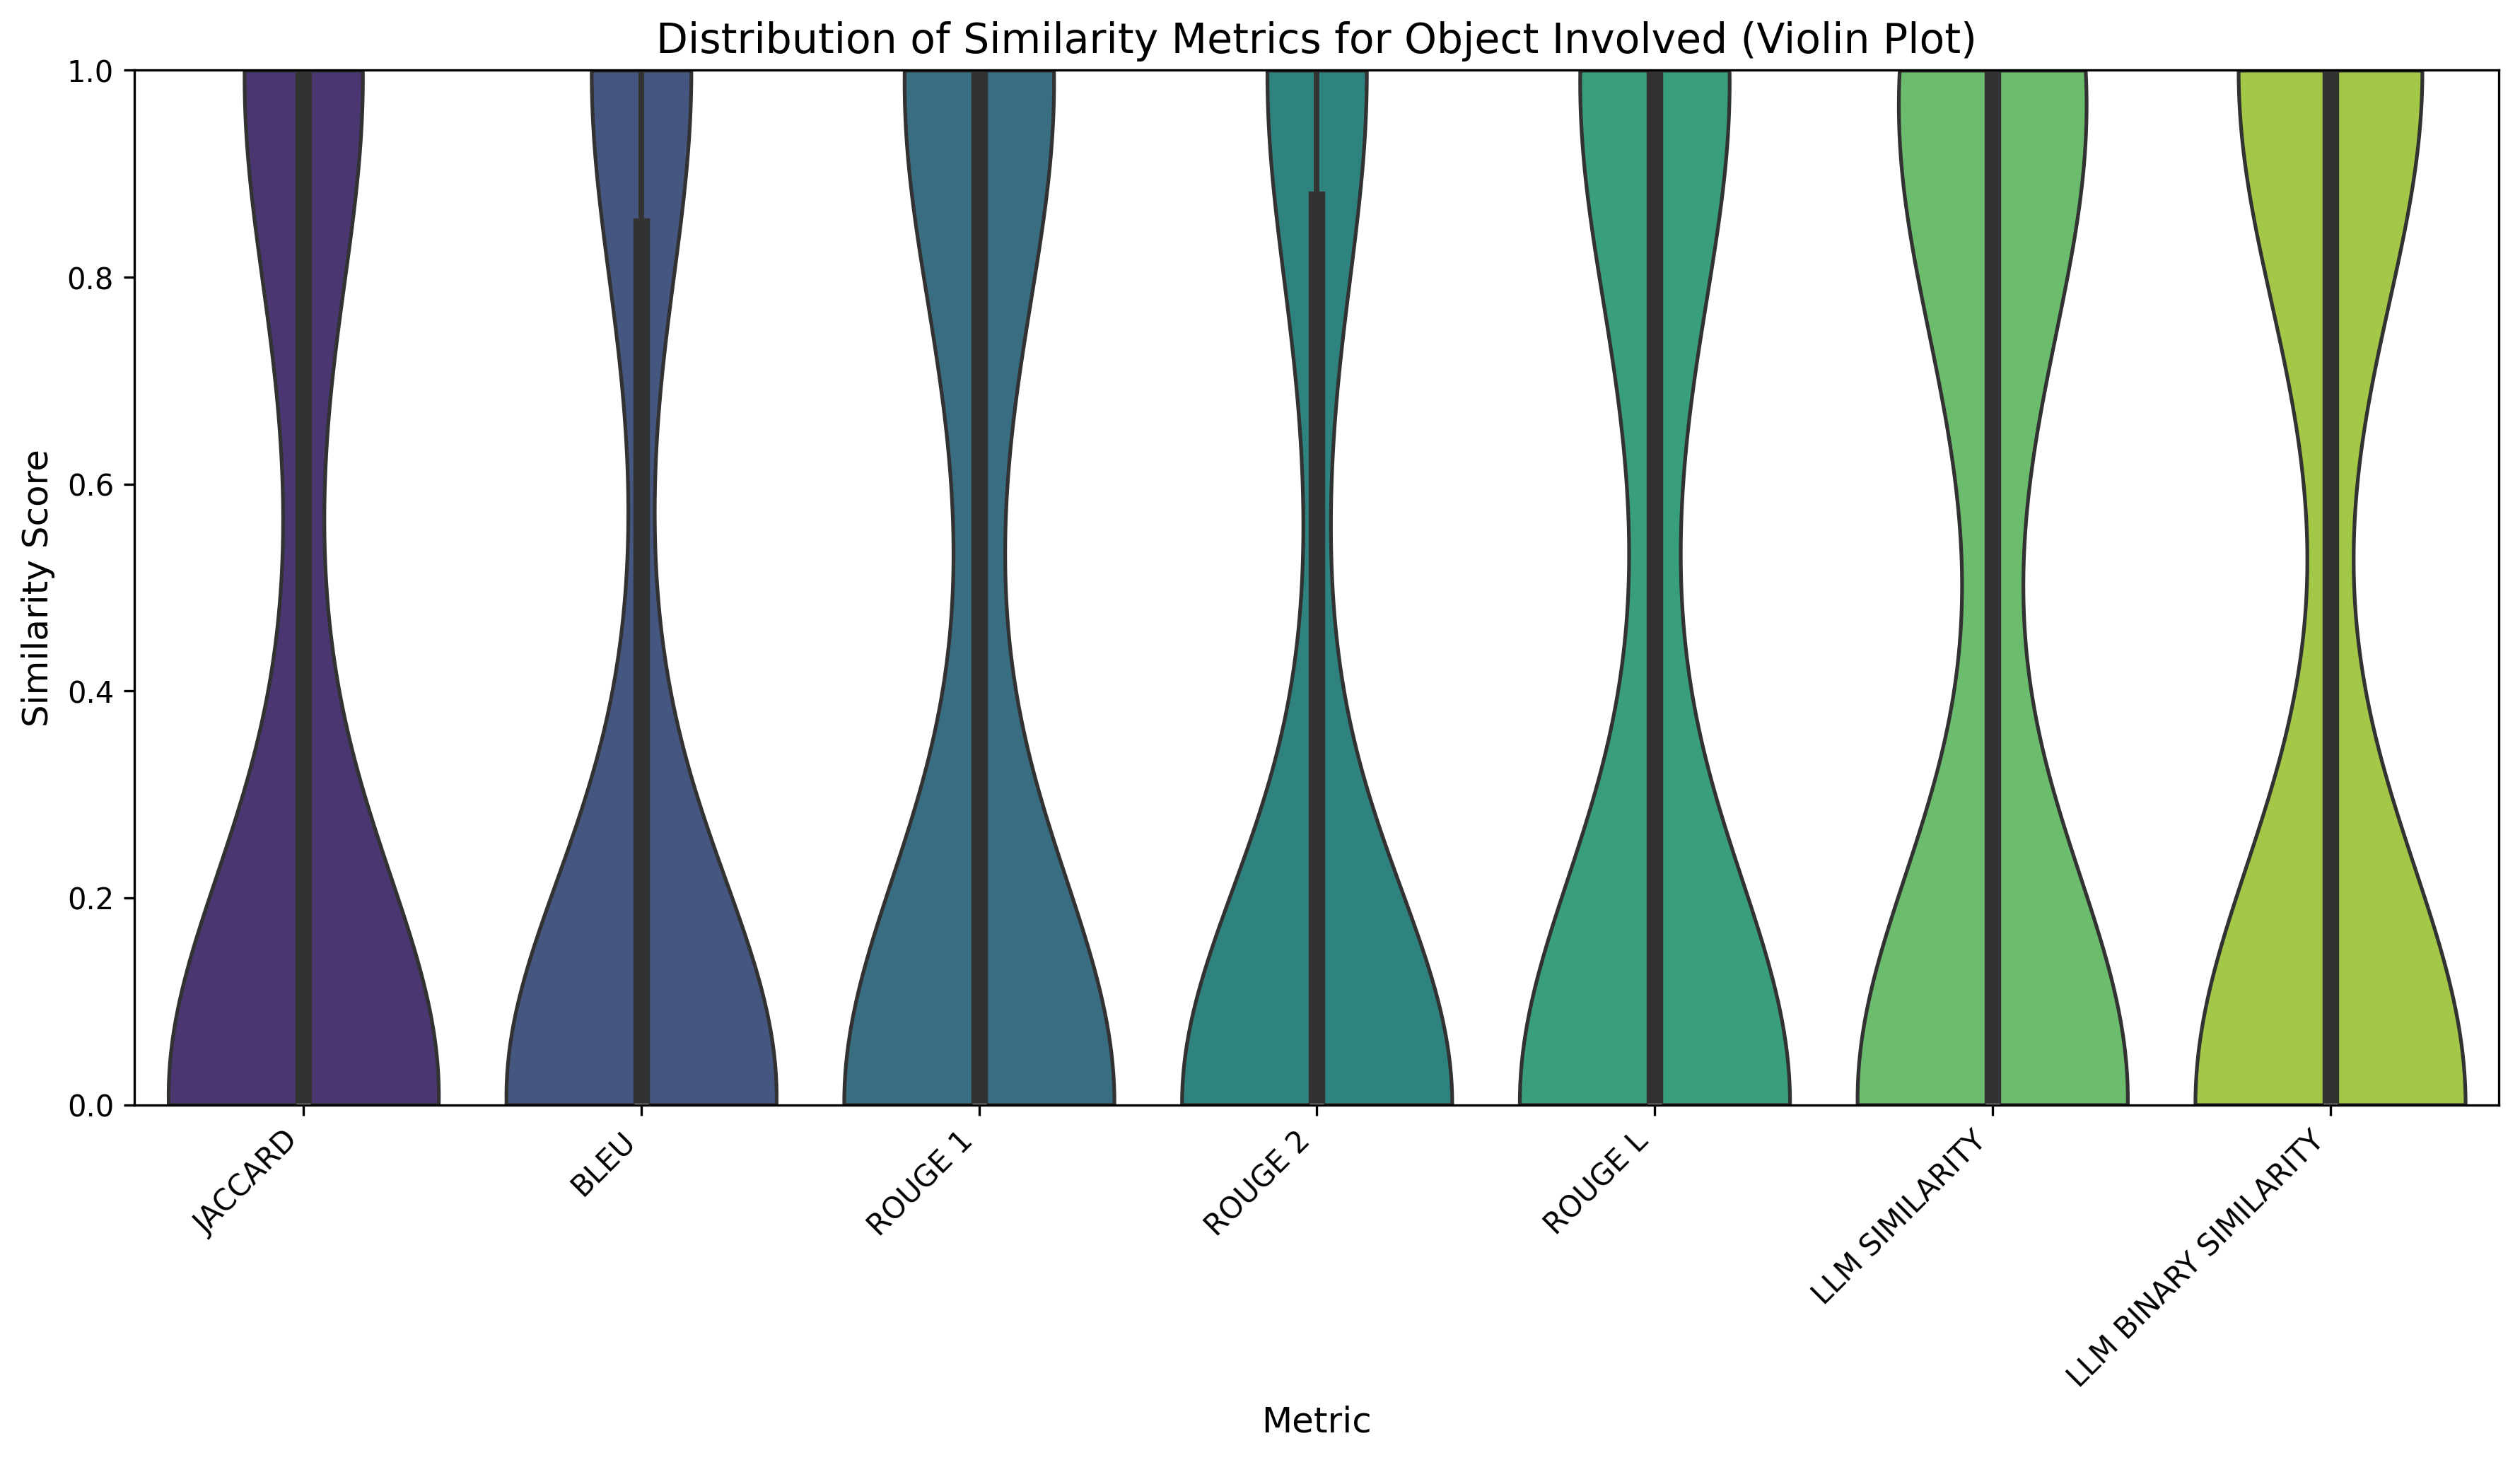 Distribution of Similarity Metrics for Object Involved (Violin Plot)
Similarity Score
1.0
0.8
0.6
0.4
0.2
0.0
JACCARD
BLEU
ROUGE 1
ROUGE 2
ROUGE L
LLM SIMILARITY
LLM BINARY SIMILARITY
Metric